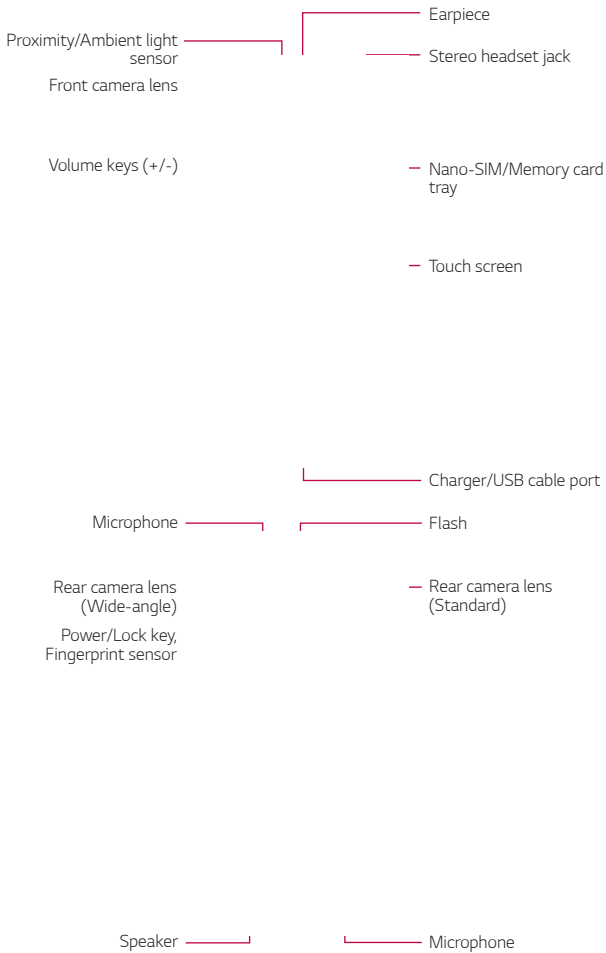 Earpiece
Proximity/Ambient light
sensor
Stereo headset jack
Front camera lens
Volume keys (+/-)
Nano-SIM/Memory card
tray
Touch screen
Charger/USB cable port
Microphone
Flash
Rear camera lens
(Wide-angle)
Rear camera lens
(Standard)
Power/Lock key,
Fingerprint sensor
Speaker
Microphone